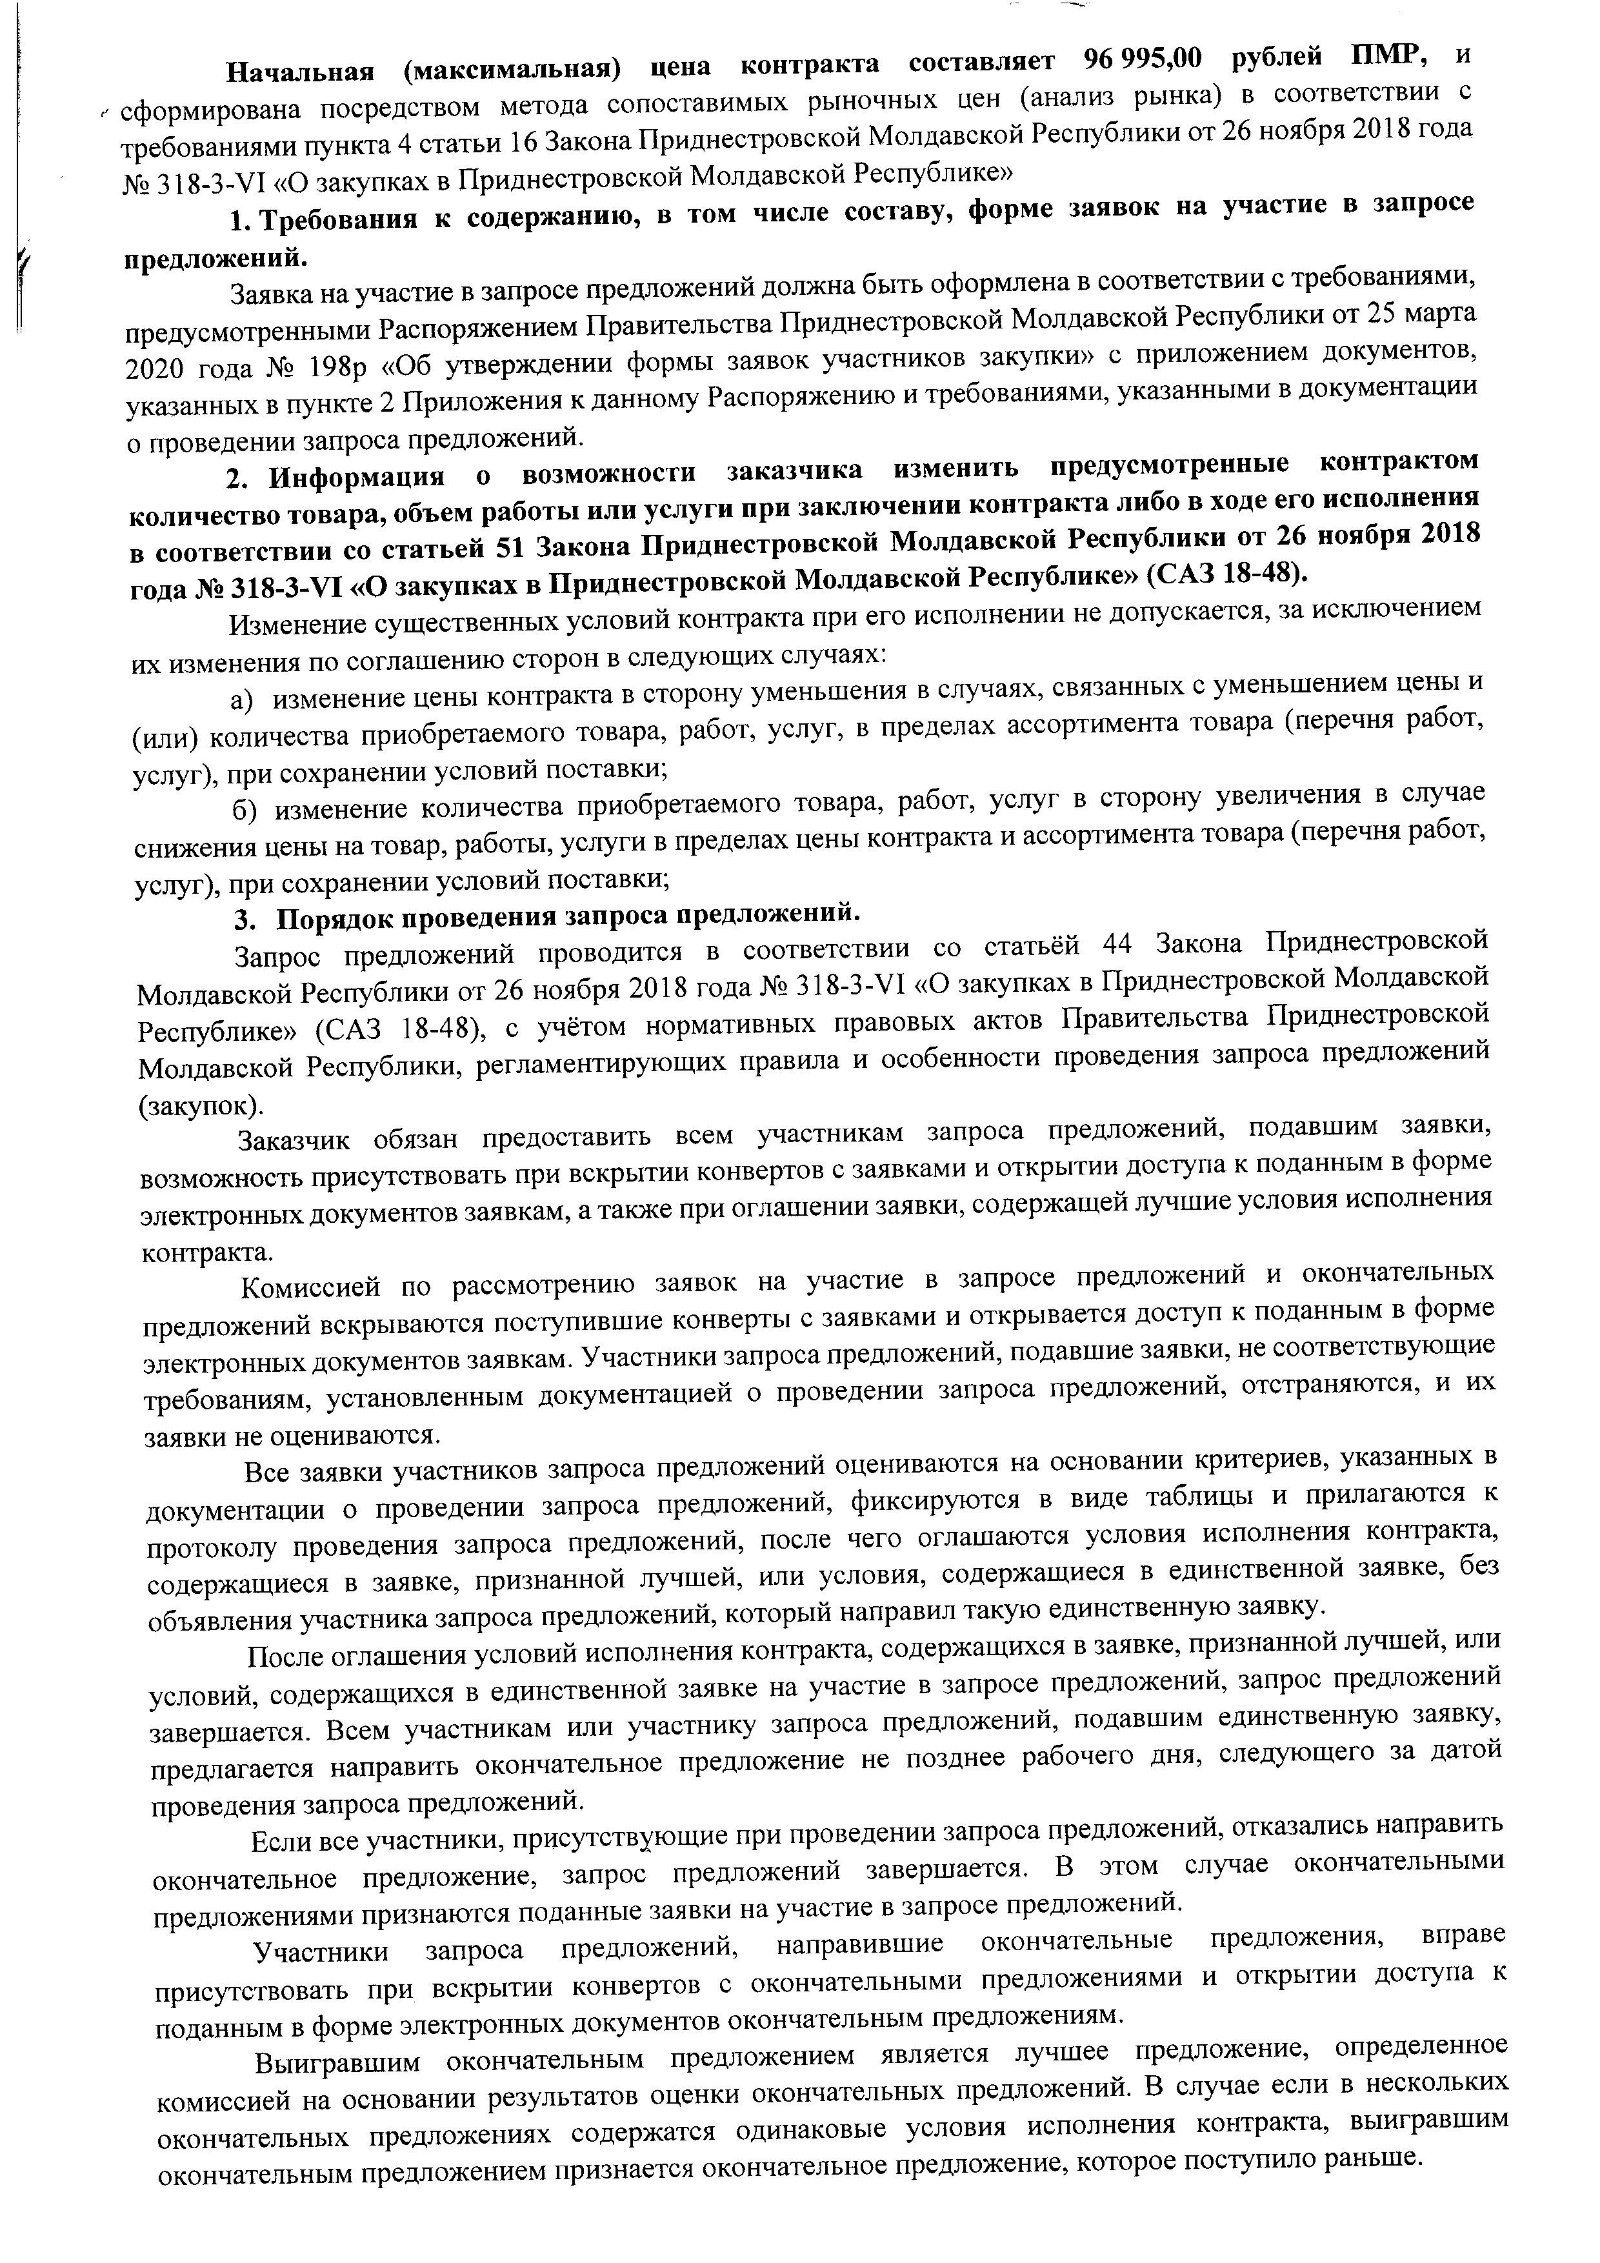 Начальная (максимальная) цена контракта составляет 96 995,00 рублей ПМР, и
сформирована посредством метода сопоставимых рыночных цен (анализ рынка) в соответствии с
требованиями пункта 4 статьи 16 Закона Приднестровской Молдавской Республики от 26 ноября 2018 года
№ 318-З-VI «О закупках в Приднестровской Молдавской Республике»
1. Требования к содержанию, в том числе составу, форме заявок на участие в запросе
предложений.
Заявка на участие в запросе предложений должна быть оформлена в соответствии с требованиями,
предусмотренными Распоряжением Правительства Приднестровской Молдавской Республики от 25 марта
2020 года № 198р «Об утверждении формы заявок участников закупки» с приложением документов,
указанных в пункте 2 Приложения к данному Распоряжению и требованиями, указанными в документации
о проведении запроса предложений.
2. Информация о возможности заказчика изменить предусмотренные контрактом
количество товара, объем работы или услуги при заключении контракта либо в ходе его исполнения
в соответствии со статьей 51 Закона Приднестровской Молдавской Республики от 26 ноября 2018
года № 318-З-VI «О закупках в Приднестровской Молдавской Республике» (САЗ 18-48).
Изменение существенных условий контракта при его исполнении не допускается, за исключением
их изменения по соглашению сторон в следующих случаях:
а) изменение цены контракта в сторону уменьшения в случаях, связанных с уменьшением цены и
(или) количества приобретаемого товара, работ, услуг, в пределах ассортимента товара (перечня работ,
услуг), при сохранении условий поставки;
б) изменение количества приобретаемого товара, работ, услуг в сторону увеличения в случае
снижения цены на товар, работы, услуги в пределах цены контракта и ассортимента товара (перечня работ,
услуг), при сохранении условий поставки;
3. Порядок проведения запроса предложений.
Запрос предложений проводится в соответствии со статьёй 44 Закона Приднестровской
Молдавской Республики от 26 ноября 2018 года № 318-З-VI «О закупках в Приднестровской Молдавской
Республике» (САЗ 18-48), с учётом нормативных правовых актов Правительства Приднестровской
Молдавской Республики, регламентирующих правила и особенности проведения запроса предложений
(закупок).
Заказчик обязан предоставить всем участникам запроса предложений, подавшим заявки,
возможность присутствовать при вскрытии конвертов с заявками и открытии доступа к поданным в форме
электронных документов заявкам, а также при оглашении заявки, содержащей лучшие условия исполнения
контракта.
Комиссией по рассмотрению заявок на участие в запросе предложений и окончательных
предложений вскрываются поступившие конверты с заявками и открывается доступ к поданным в форме
электронных документов заявкам. Участники запроса предложений, подавшие заявки, не соответствующие
требованиям, установленным документацией о проведении запроса предложений, отстраняются, и их
заявки не оцениваются.
Все заявки участников запроса предложений оцениваются на основании критериев, указанных в
документации о проведении запроса предложений, фиксируются в виде таблицы и прилагаются к
протоколу проведения запроса предложений, после чего оглашаются условия исполнения контракта,
содержащиеся в заявке, признанной лучшей, или условия, содержащиеся в единственной заявке, без
объявления участника запроса предложений, который направил такую единственную заявку.
После оглашения условий исполнения контракта, содержащихся в заявке, признанной лучшей, или
условий, содержащихся в единственной заявке на участие в запросе предложений, запрос предложений
завершается. Всем участникам или участнику запроса предложений, подавшим единственную заявку,
предлагается направить окончательное предложение не позднее рабочего дня, следующего за датой
проведения запроса предложений.
Если все участники, присутствующие при проведении запроса предложений, отказались направить
окончательное предложение, запрос предложений завершается. В этом случае окончательными
предложениями признаются поданные заявки на участие в запросе предложений.
Участники запроса предложений, направившие окончательные предложения, вправе
присутствовать при вскрытии конвертов с окончательными предложениями и открытии доступа к
поданным в форме электронных документов окончательным предложениям.
Выигравшим окончательным предложением является лучшее предложение, определенное
комиссией на основании результатов оценки окончательных предложений. В случае если в нескольких
окончательных предложениях содержатся одинаковые условия исполнения контракта, выигравшим
окончательным предложением признается окончательное предложение, которое поступило раньше.